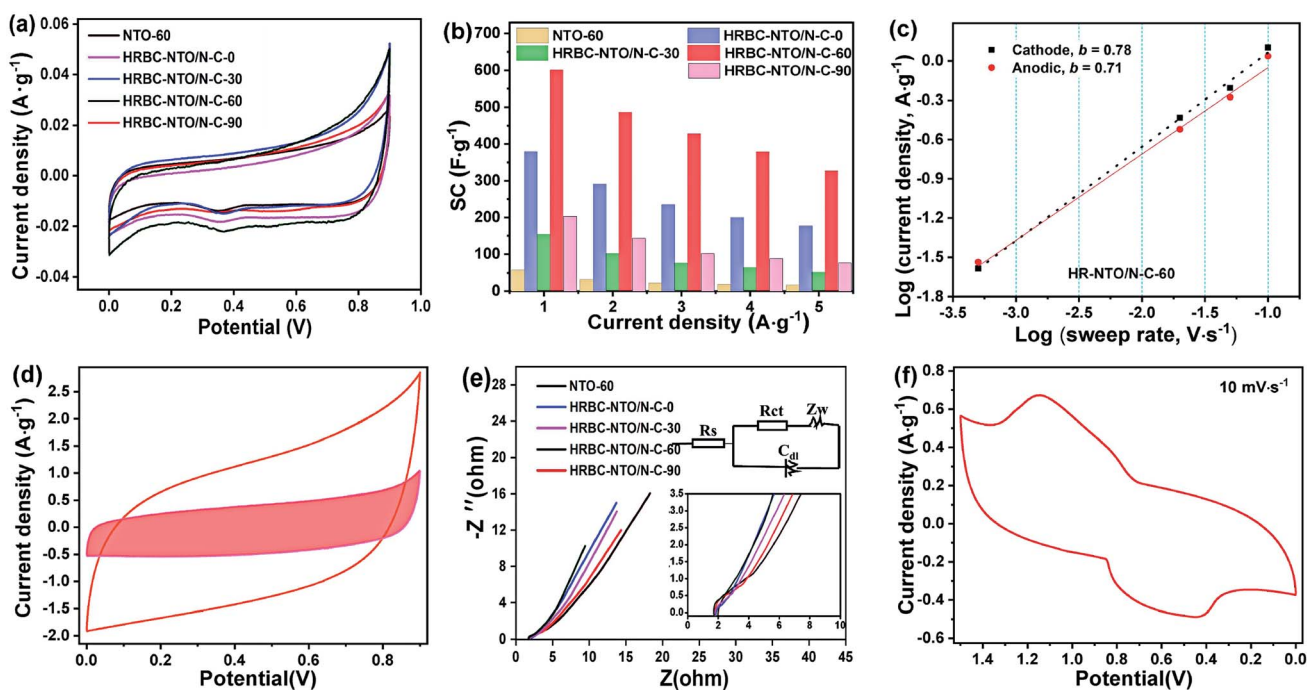 (a)
NTO-60
HRBC-NTO/N-C-0
HRBC-NTO/N-C-30
HRBC-NTO/N-C-60
HRBC-NTO/N-C-90
0.06
0.04
0.02
0.00
-0.02
-0.04
Current density (A·g⁻¹)
0.0 0.2 0.4 0.6 0.8 1.0
Potential (V)
(b)
NTO-60 HRBC-NTO/N-C-0
HRBC-NTO/N-C-30 HRBC-NTO/N-C-60
HRBC-NTO/N-C-90
700
600
500
400
300
200
100
0
SC (F·g⁻¹)
1 2 3 4 5
Current density (A·g⁻¹)
(c)
Cathode, b = 0.78
Anodic, b = 0.71
0.0
-0.3
-0.6
-0.9
-1.2
-1.5
-1.8
Log (current density, A·g⁻¹)
HR-NTO/N-C-60
-3.5 -3.0 -2.5 -2.0 -1.5 -1.0
Log (sweep rate, V·s⁻¹)
(d)
2.5
2.0
1.5
1.0
0.5
0.0
-0.5
-1.0
-1.5
-2.0
Current density (A·g⁻¹)
0.0 0.2 0.4 0.6 0.8
Potential(V)
(e)
NTO-60
HRBC-NTO/N-C-0
HRBC-NTO/N-C-30
HRBC-NTO/N-C-60
HRBC-NTO/N-C-90
Rs
Rct
Zw
Cdl
28
24
20
16
12
8
4
0
-Z ″(ohm)
3.5
3.0
2.5
2.0
1.5
1.0
0.5
0.0
0 2 4 6 8 10
0 5 10 15 20 25 30 35 40 45
Z(ohm)
(f)
10 mV·s⁻¹
0.8
0.6
0.4
0.2
0.0
-0.2
-0.4
-0.6
Current density (A·g⁻¹)
1.4 1.2 1.0 0.8 0.6 0.4 0.2 0.0
Potential(V)